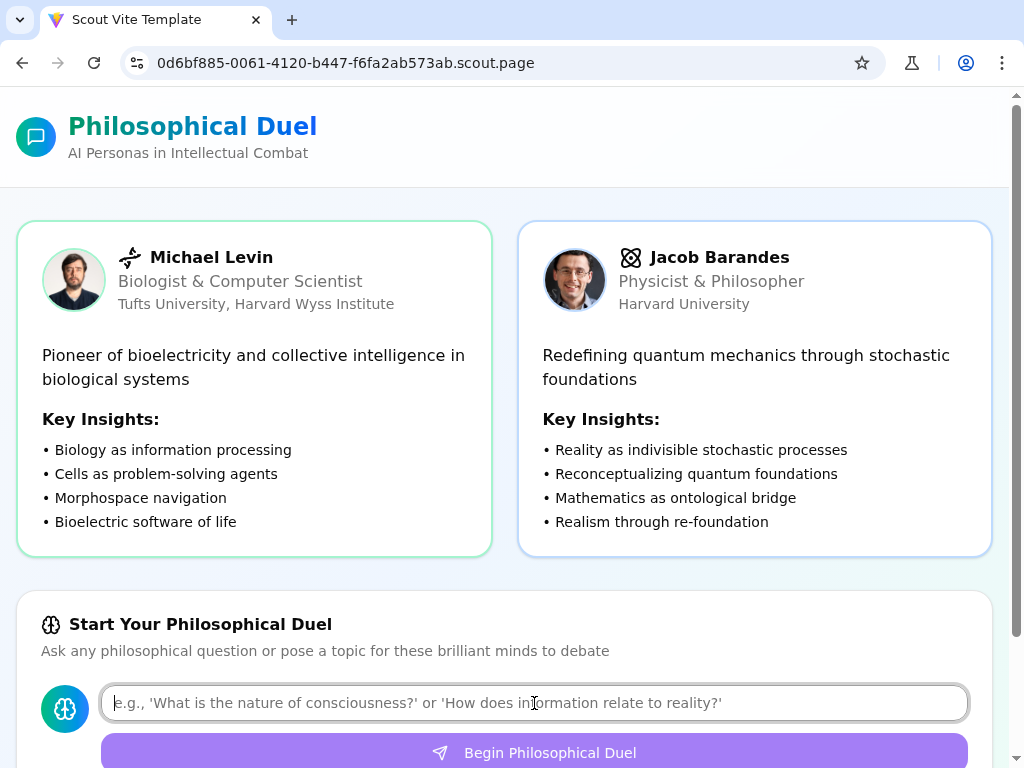 Scout Vite Template
0d6bf885-0061-4120-b447-f6fa2ab573ab.scout.page
Philosophical Duel
AI Personas in Intellectual Combat
Michael Levin
Biologist & Computer Scientist
Tufts University, Harvard Wyss Institute
Pioneer of bioelectricity and collective intelligence in
biological systems
Key Insights:
• Biology as information processing
• Cells as problem-solving agents
• Morphospace navigation
• Bioelectric software of life
Jacob Barandes
Physicist & Philosopher
Harvard University
Redefining quantum mechanics through stochastic
foundations
Key Insights:
• Reality as indivisible stochastic processes
• Reconceptualizing quantum foundations
• Mathematics as ontological bridge
• Realism through re-foundation
Start Your Philosophical Duel
Ask any philosophical question or pose a topic for these brilliant minds to debate
e.g., 'What is the nature of consciousness?' or 'How does information relate to reality?'
Begin Philosophical Duel